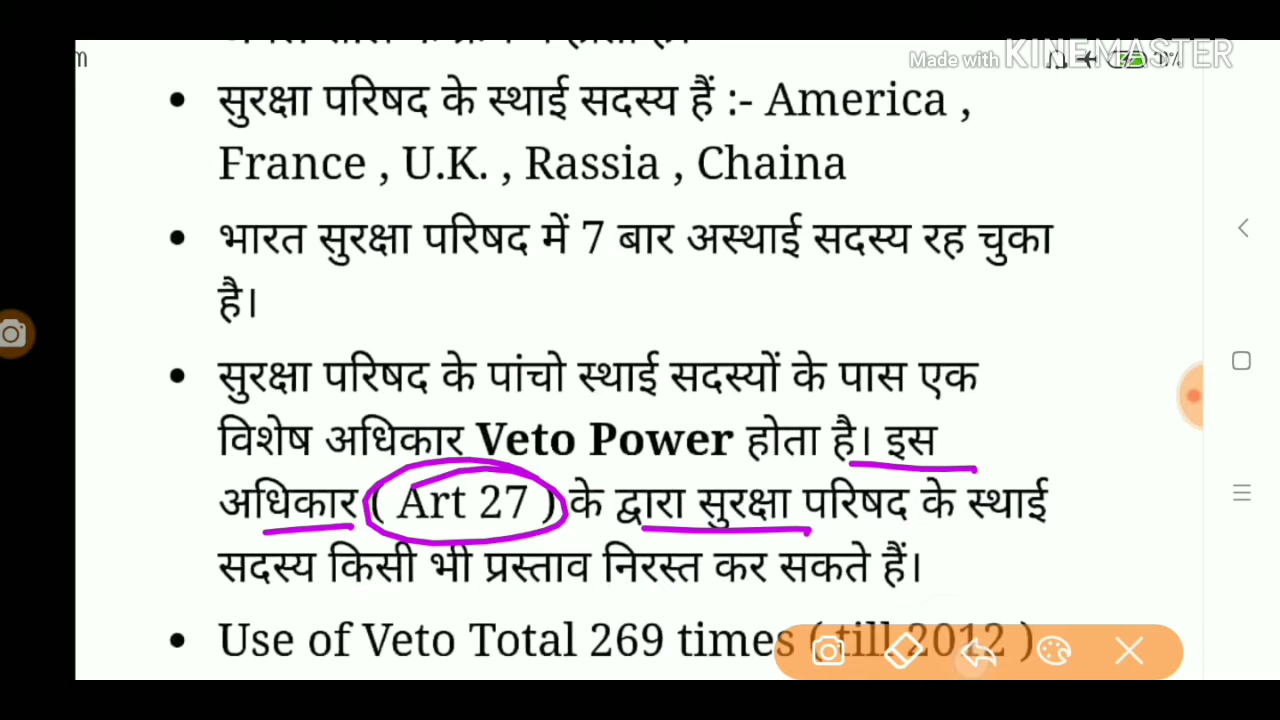 m
Made with KINEMASTER
सुरक्षा परिषद के स्थाई सदस्य हैं :- America ,
France , U.K. , Rassia , Chaina
भारत सुरक्षा परिषद में 7 बार अस्थाई सदस्य रह चुका
है।
सुरक्षा परिषद के पांचो स्थाई सदस्यों के पास एक
विशेष अधिकार Veto Power होता है। इस
अधिकार ( Art 27 ) के द्वारा सुरक्षा परिषद के स्थाई
सदस्य किसी भी प्रस्ताव निरस्त कर सकते हैं।
Use of Veto Total 269 times ( till 2012 )